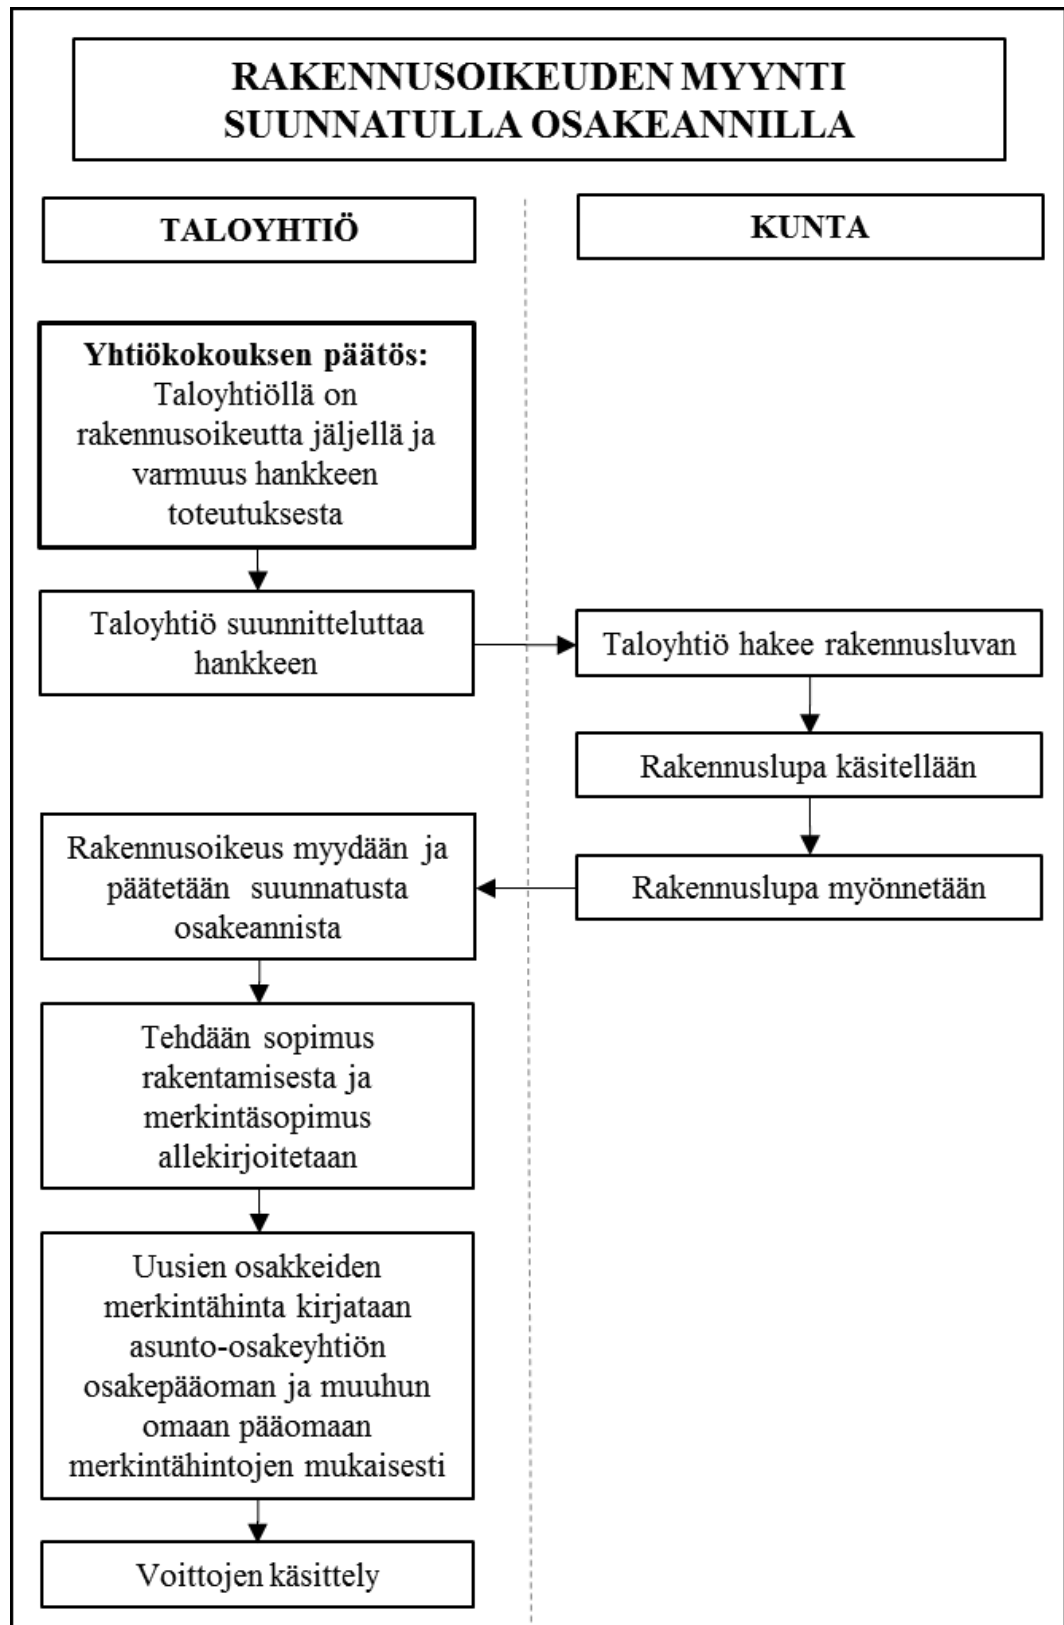 RAKENNUSOIKEUDEN MYYNTI
SUUNNATULLA OSAKEANNILLA
TALOYHTIÖ
KUNTA
Yhtiökokouksen päätös:
Taloyhtiöllä on
rakennusoikeutta jäljellä ja
varmuus hankkeen
toteutuksesta
Taloyhtiö suunnitteluttaa
hankkeen
Taloyhtiö hakee rakennusluvan
Rakennuslupa käsitellään
Rakennuslupa myönnetään
Rakennusoikeus myydään ja
päätetään suunnatusta
osakeannista
Tehdään sopimus
rakentamisesta ja
merkintäsopimus
allekirjoitetaan
Uusien osakkeiden
merkintähinta kirjataan
asunto-osakeyhtiön
osakepääoman ja muuhun
omaan pääomaan
merkintähintojen mukaisesti
Voittojen käsittely